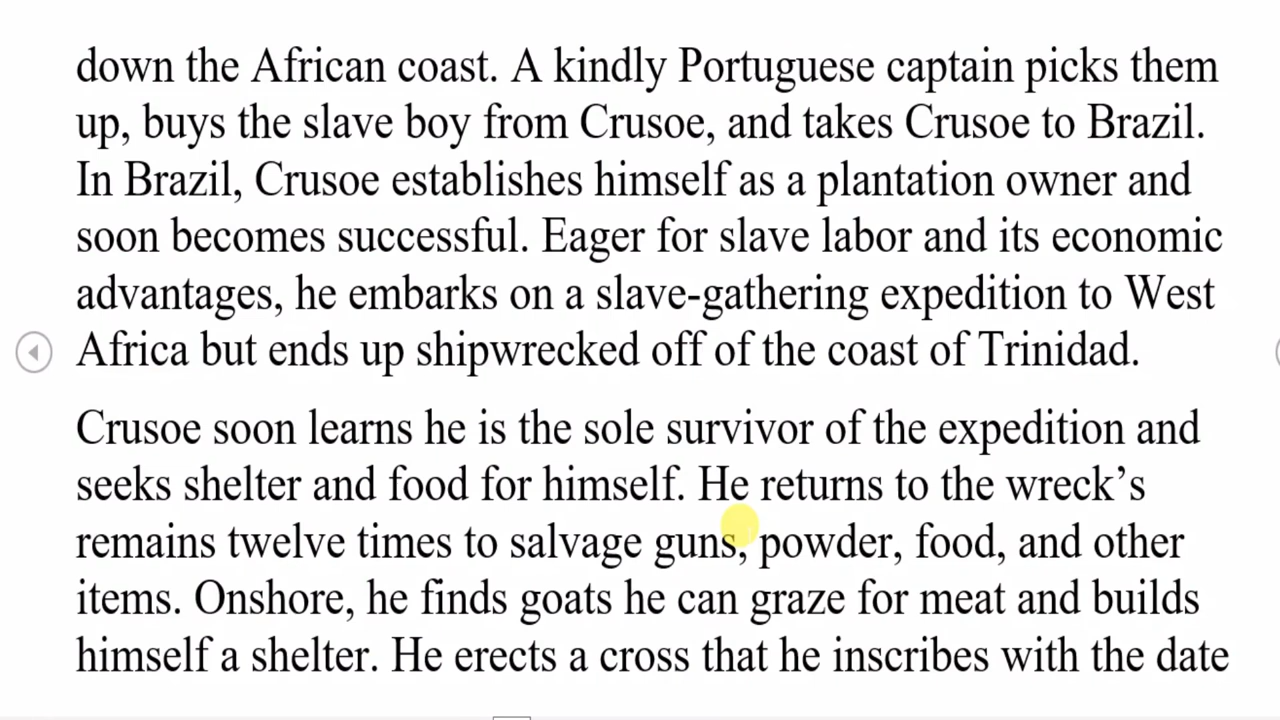 down the African coast. A kindly Portuguese captain picks them
up, buys the slave boy from Crusoe, and takes Crusoe to Brazil.
In Brazil, Crusoe establishes himself as a plantation owner and
soon becomes successful. Eager for slave labor and its economic
advantages, he embarks on a slave-gathering expedition to West
Africa but ends up shipwrecked off of the coast of Trinidad.
Crusoe soon learns he is the sole survivor of the expedition and
seeks shelter and food for himself. He returns to the wreck’s
remains twelve times to salvage guns, powder, food, and other
items. Onshore, he finds goats he can graze for meat and builds
himself a shelter. He erects a cross that he inscribes with the date